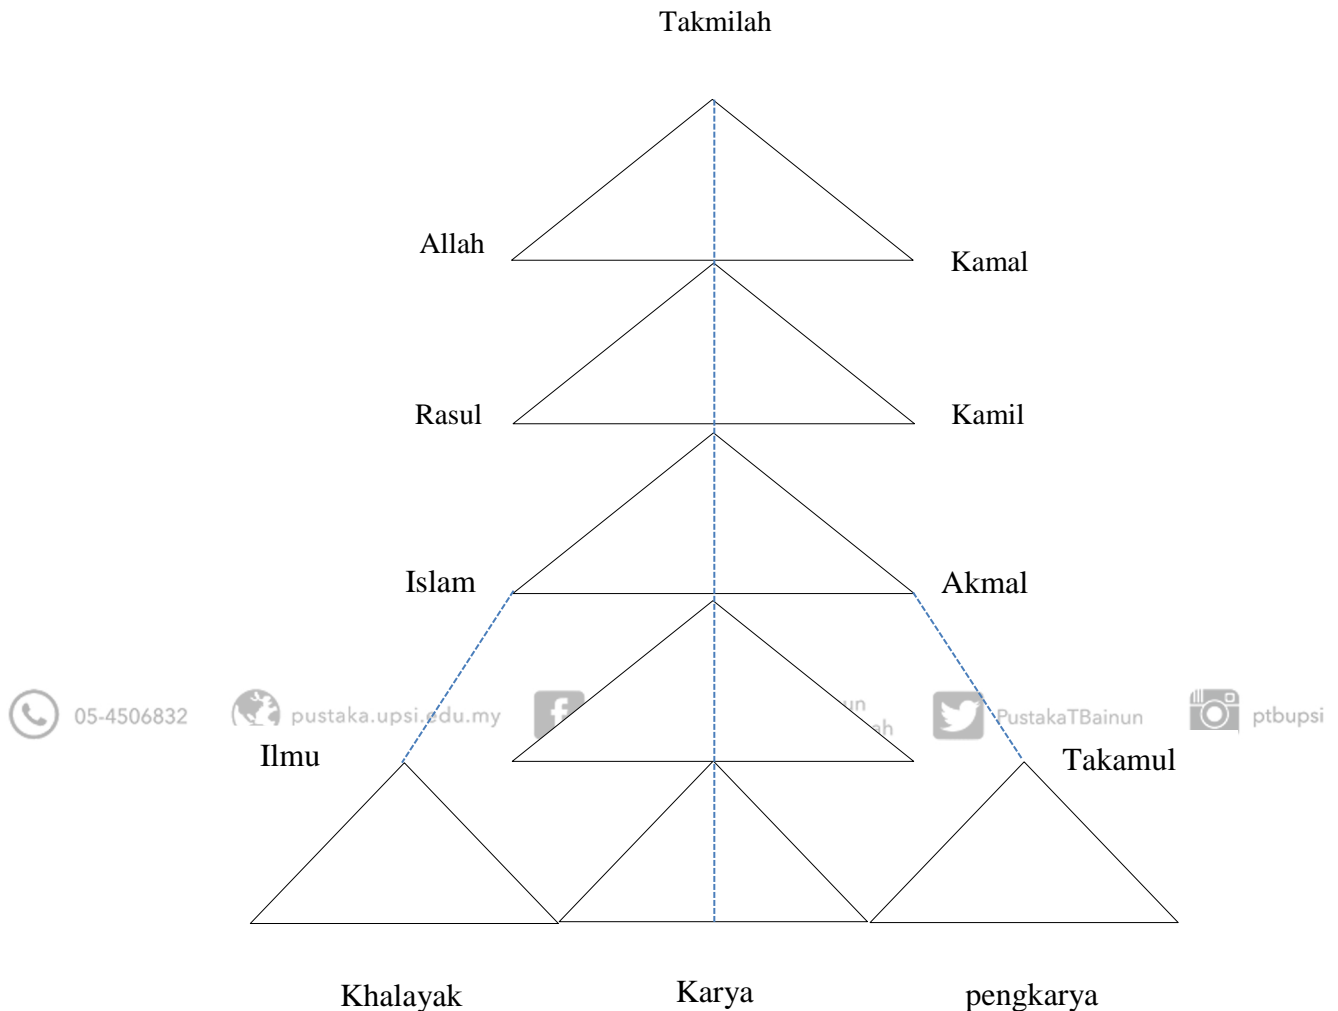 Takmilah
Allah
Kamal
Rasul
Kamil
Islam
Akmal
05-4506832
pustaka.upsi.edu.my
PustakaTBainun
ptbupsi
Ilmu
Takamul
Khalayak
Karya
pengkarya